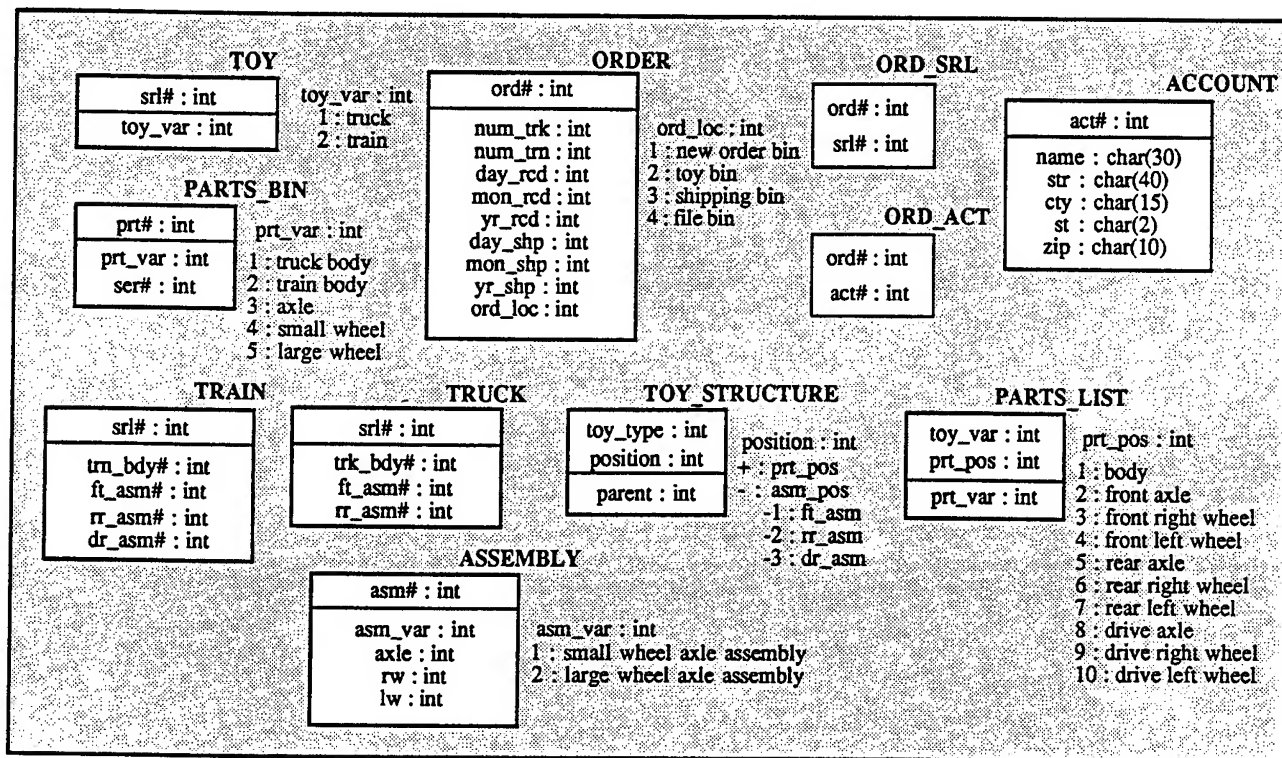 TOY
srl# : int
toy_var : int
toy_var : int
1 : truck
2 : train
ORDER
ord# : int
num_trk : int
num_trn : int
day_rcd : int
mon_rcd : int
yr_rcd : int
day_shp : int
mon_shp : int
yr_shp : int
ord_loc : int
ord_loc : int
1 : new order bin
2 : toy bin
3 : shipping bin
4 : file bin
ORD_SRL
ord# : int
srl# : int
ACCOUNT
act# : int
name : char(30)
str : char(40)
cty : char(15)
st : char(2)
zip : char(10)
PARTS_BIN
prt# : int
prt_var : int
ser# : int
prt_var : int
1 : truck body
2 : train body
3 : axle
4 : small wheel
5 : large wheel
ORD_ACT
ord# : int
act# : int
TRAIN
srl# : int
trn_bdy# : int
ft_asm# : int
rr_asm# : int
dr_asm# : int
TRUCK
srl# : int
trk_bdy# : int
ft_asm# : int
rr_asm# : int
TOY_STRUCTURE
toy_type : int
position : int
parent : int
position : int
+ : prt_pos
- : asm_pos
-1 : ft_asm
-2 : rr_asm
-3 : dr_asm
PARTS_LIST
toy_var : int
prt_pos : int
prt_var : int
prt_pos : int
1 : body
2 : front axle
3 : front right wheel
4 : front left wheel
5 : rear axle
6 : rear right wheel
7 : rear left wheel
8 : drive axle
9 : drive right wheel
10 : drive left wheel
ASSEMBLY
asm# : int
asm_var : int
axle : int
rw : int
lw : int
asm_var : int
1 : small wheel axle assembly
2 : large wheel axle assembly